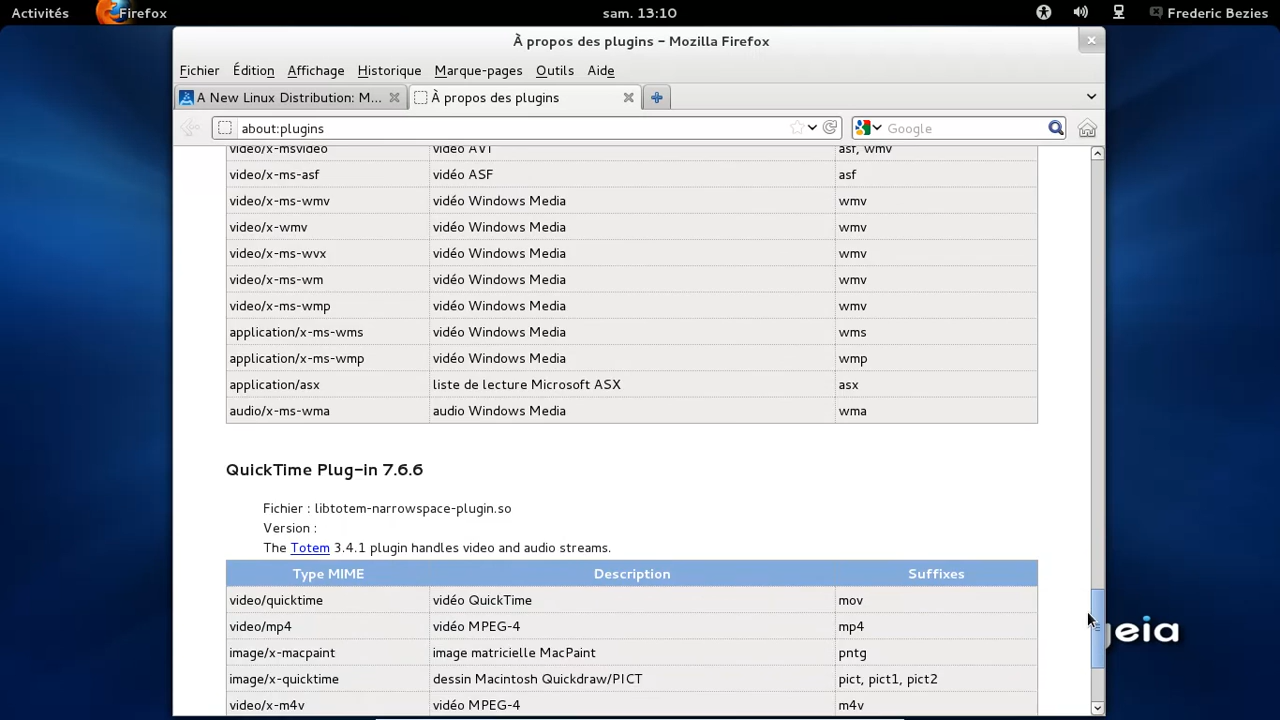 Activités Firefox sam. 13:10 Frederic Bezies
À propos des plugins – Mozilla Firefox
Fichier Édition Affichage Historique Marque-pages Outils Aide
A New Linux Distribution: M... À propos des plugins
about:plugins Google
video/x-msvideo vidéo AVI asf, wmv
video/x-ms-asf vidéo ASF asf
video/x-ms-wmv vidéo Windows Media wmv
video/x-wmv vidéo Windows Media wmv
video/x-ms-wvx vidéo Windows Media wmv
video/x-ms-wm vidéo Windows Media wmv
video/x-ms-wmp vidéo Windows Media wmv
application/x-ms-wms vidéo Windows Media wms
application/x-ms-wmp vidéo Windows Media wmp
application/asx liste de lecture Microsoft ASX asx
audio/x-ms-wma audio Windows Media wma
QuickTime Plug-in 7.6.6
Fichier : libtotem-narrowspace-plugin.so
Version :
The Totem 3.4.1 plugin handles video and audio streams.
Type MIME Description Suffixes
video/quicktime vidéo QuickTime mov
video/mp4 vidéo MPEG-4 mp4
image/x-macpaint image matricielle MacPaint pntg
image/x-quicktime dessin Macintosh Quickdraw/PICT pict, pict1, pict2
video/x-m4v vidéo MPEG-4 m4v
geia